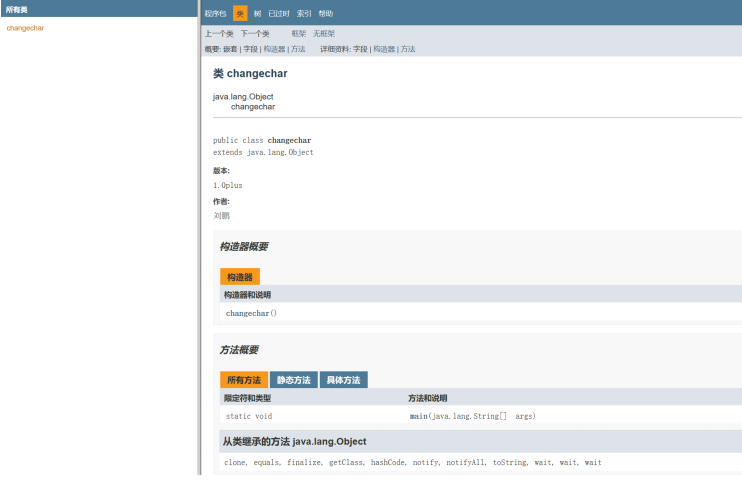 所有类
changechar
程序包 类 树 已过时 索引 帮助
上一个类 下一个类 框架 无框架
概要: 嵌套 | 字段 | 构造器 | 方法 详细资料: 字段 | 构造器 | 方法
类 changechar
java.lang.Object
changechar
public class changechar
extends java.lang.Object
版本:
1.0plus
作者:
刘鹏
构造器概要
构造器
构造器和说明
changechar()
方法概要
所有方法 静态方法 具体方法
限定符和类型 方法和说明
static void main(java.lang.String[] args)
从类继承的方法 java.lang.Object
clone, equals, finalize, getClass, hashCode, notify, notifyAll, toString, wait, wait, wait